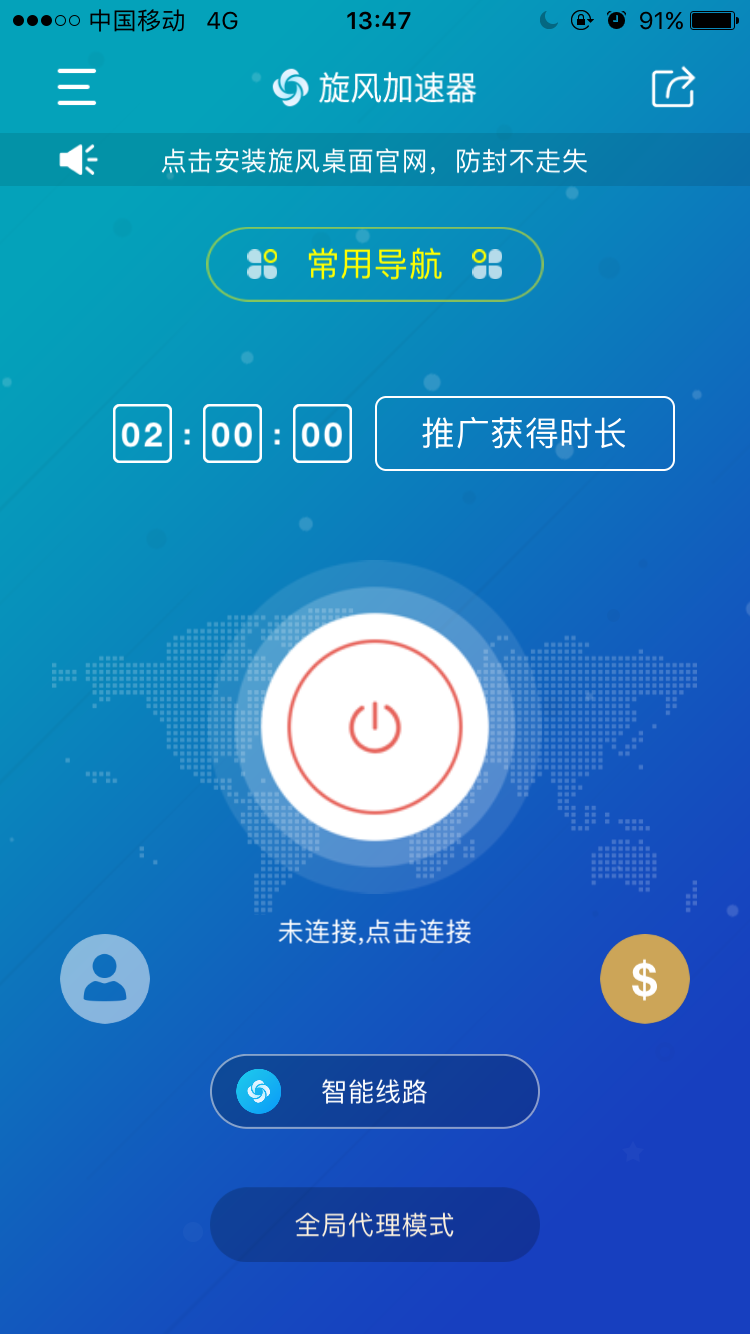 中国移动 4G 13:47 91%
旋风加速器
点击安装旋风桌面官网，防封不走失
常用导航
02 : 00 : 00 推广获得时长
未连接,点击连接
$
智能线路
全局代理模式